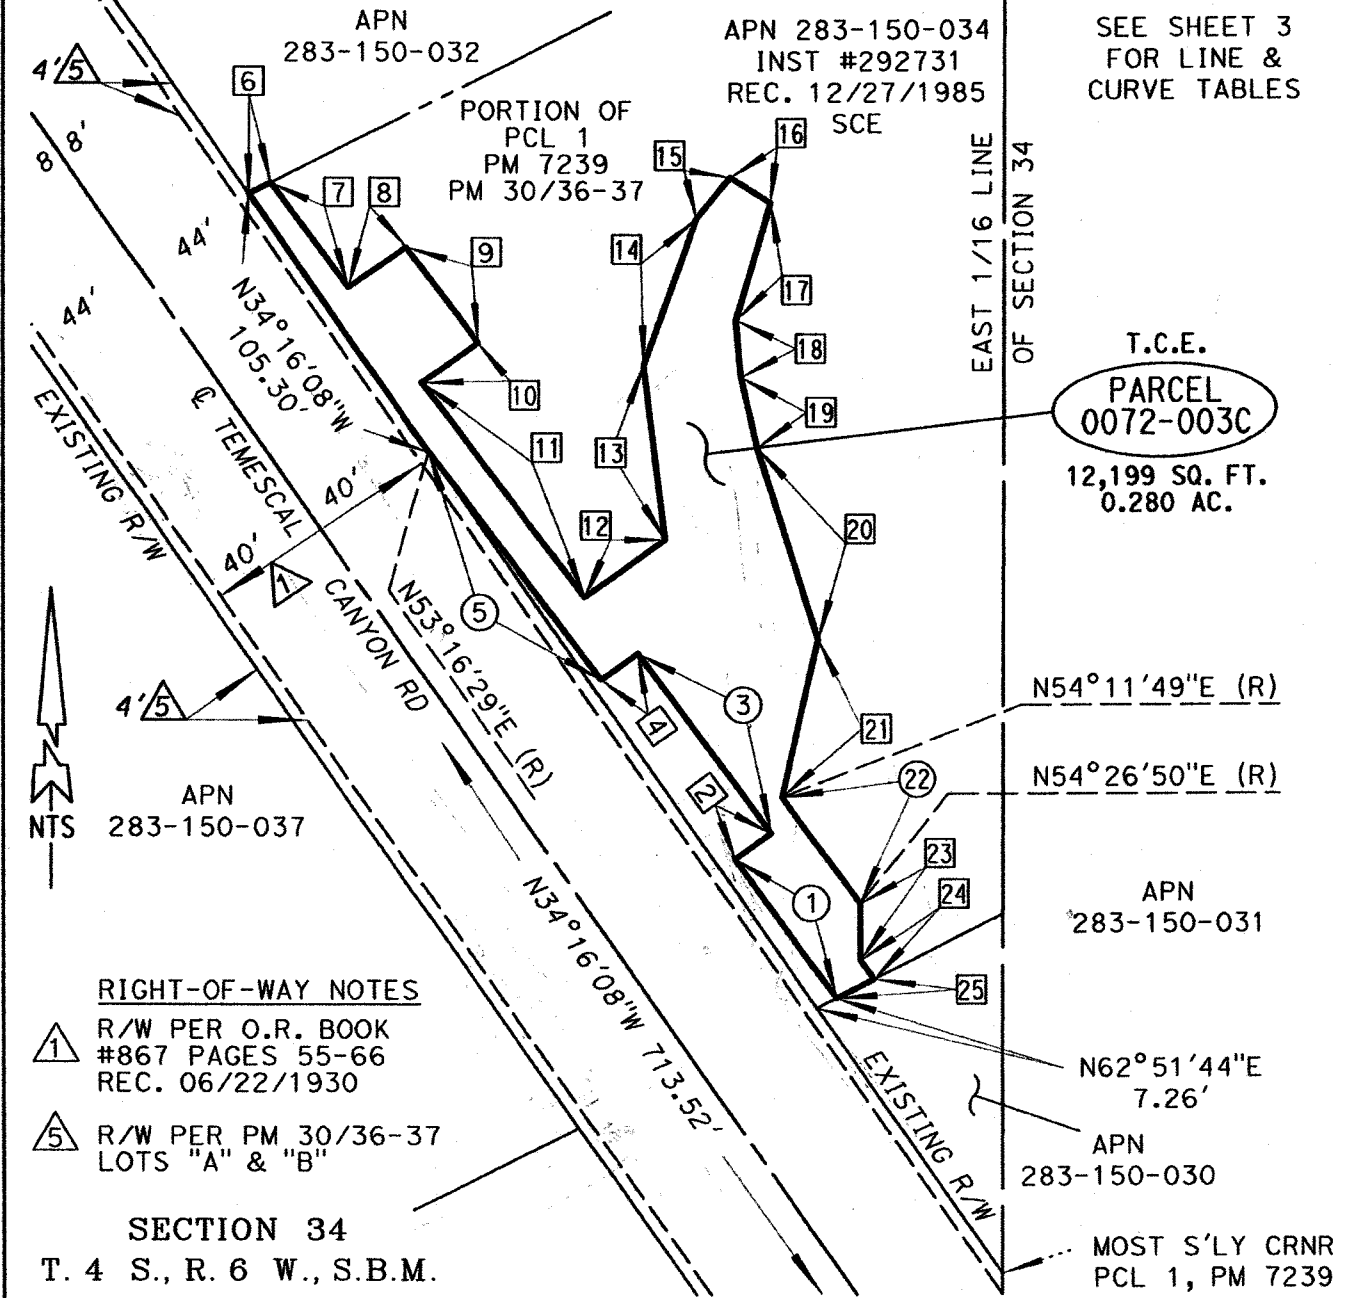 APN
283-150-032
APN 283-150-034
INST #292731
REC. 12/27/1985
SCE
SEE SHEET 3
FOR LINE &
CURVE TABLES
4' 5
6
8 8'
PORTION OF
PCL 1
PM 7239
PM 30/36-37
15
16
7
8
9
44'
14
EAST 1/16 LINE
OF SECTION 34
17
18
44'
N34°16'08"W
105.30'
10
19
T.C.E.
PARCEL
0072-003C
12,199 SQ. FT.
0.280 AC.
EXISTING R/W
℄ TEMESCAL
CANYON RD
11
13
40'
40'
1
12
20
5
N53°16'29"E (R)
3
4
21
N54°11'49"E (R)
N54°26'50"E (R)
4' 5
APN
283-150-037
NTS
N
2
22
23
24
1
APN
283-150-031
25
N34°16'08"W 713.52'
RIGHT-OF-WAY NOTES
1 R/W PER O.R. BOOK
#867 PAGES 55-66
REC. 06/22/1930
5 R/W PER PM 30/36-37
LOTS "A" & "B"
N62°51'44"E
7.26'
EXISTING R/W
APN
283-150-030
SECTION 34
T. 4 S., R. 6 W., S.B.M.
MOST S'LY CRNR
PCL 1, PM 7239